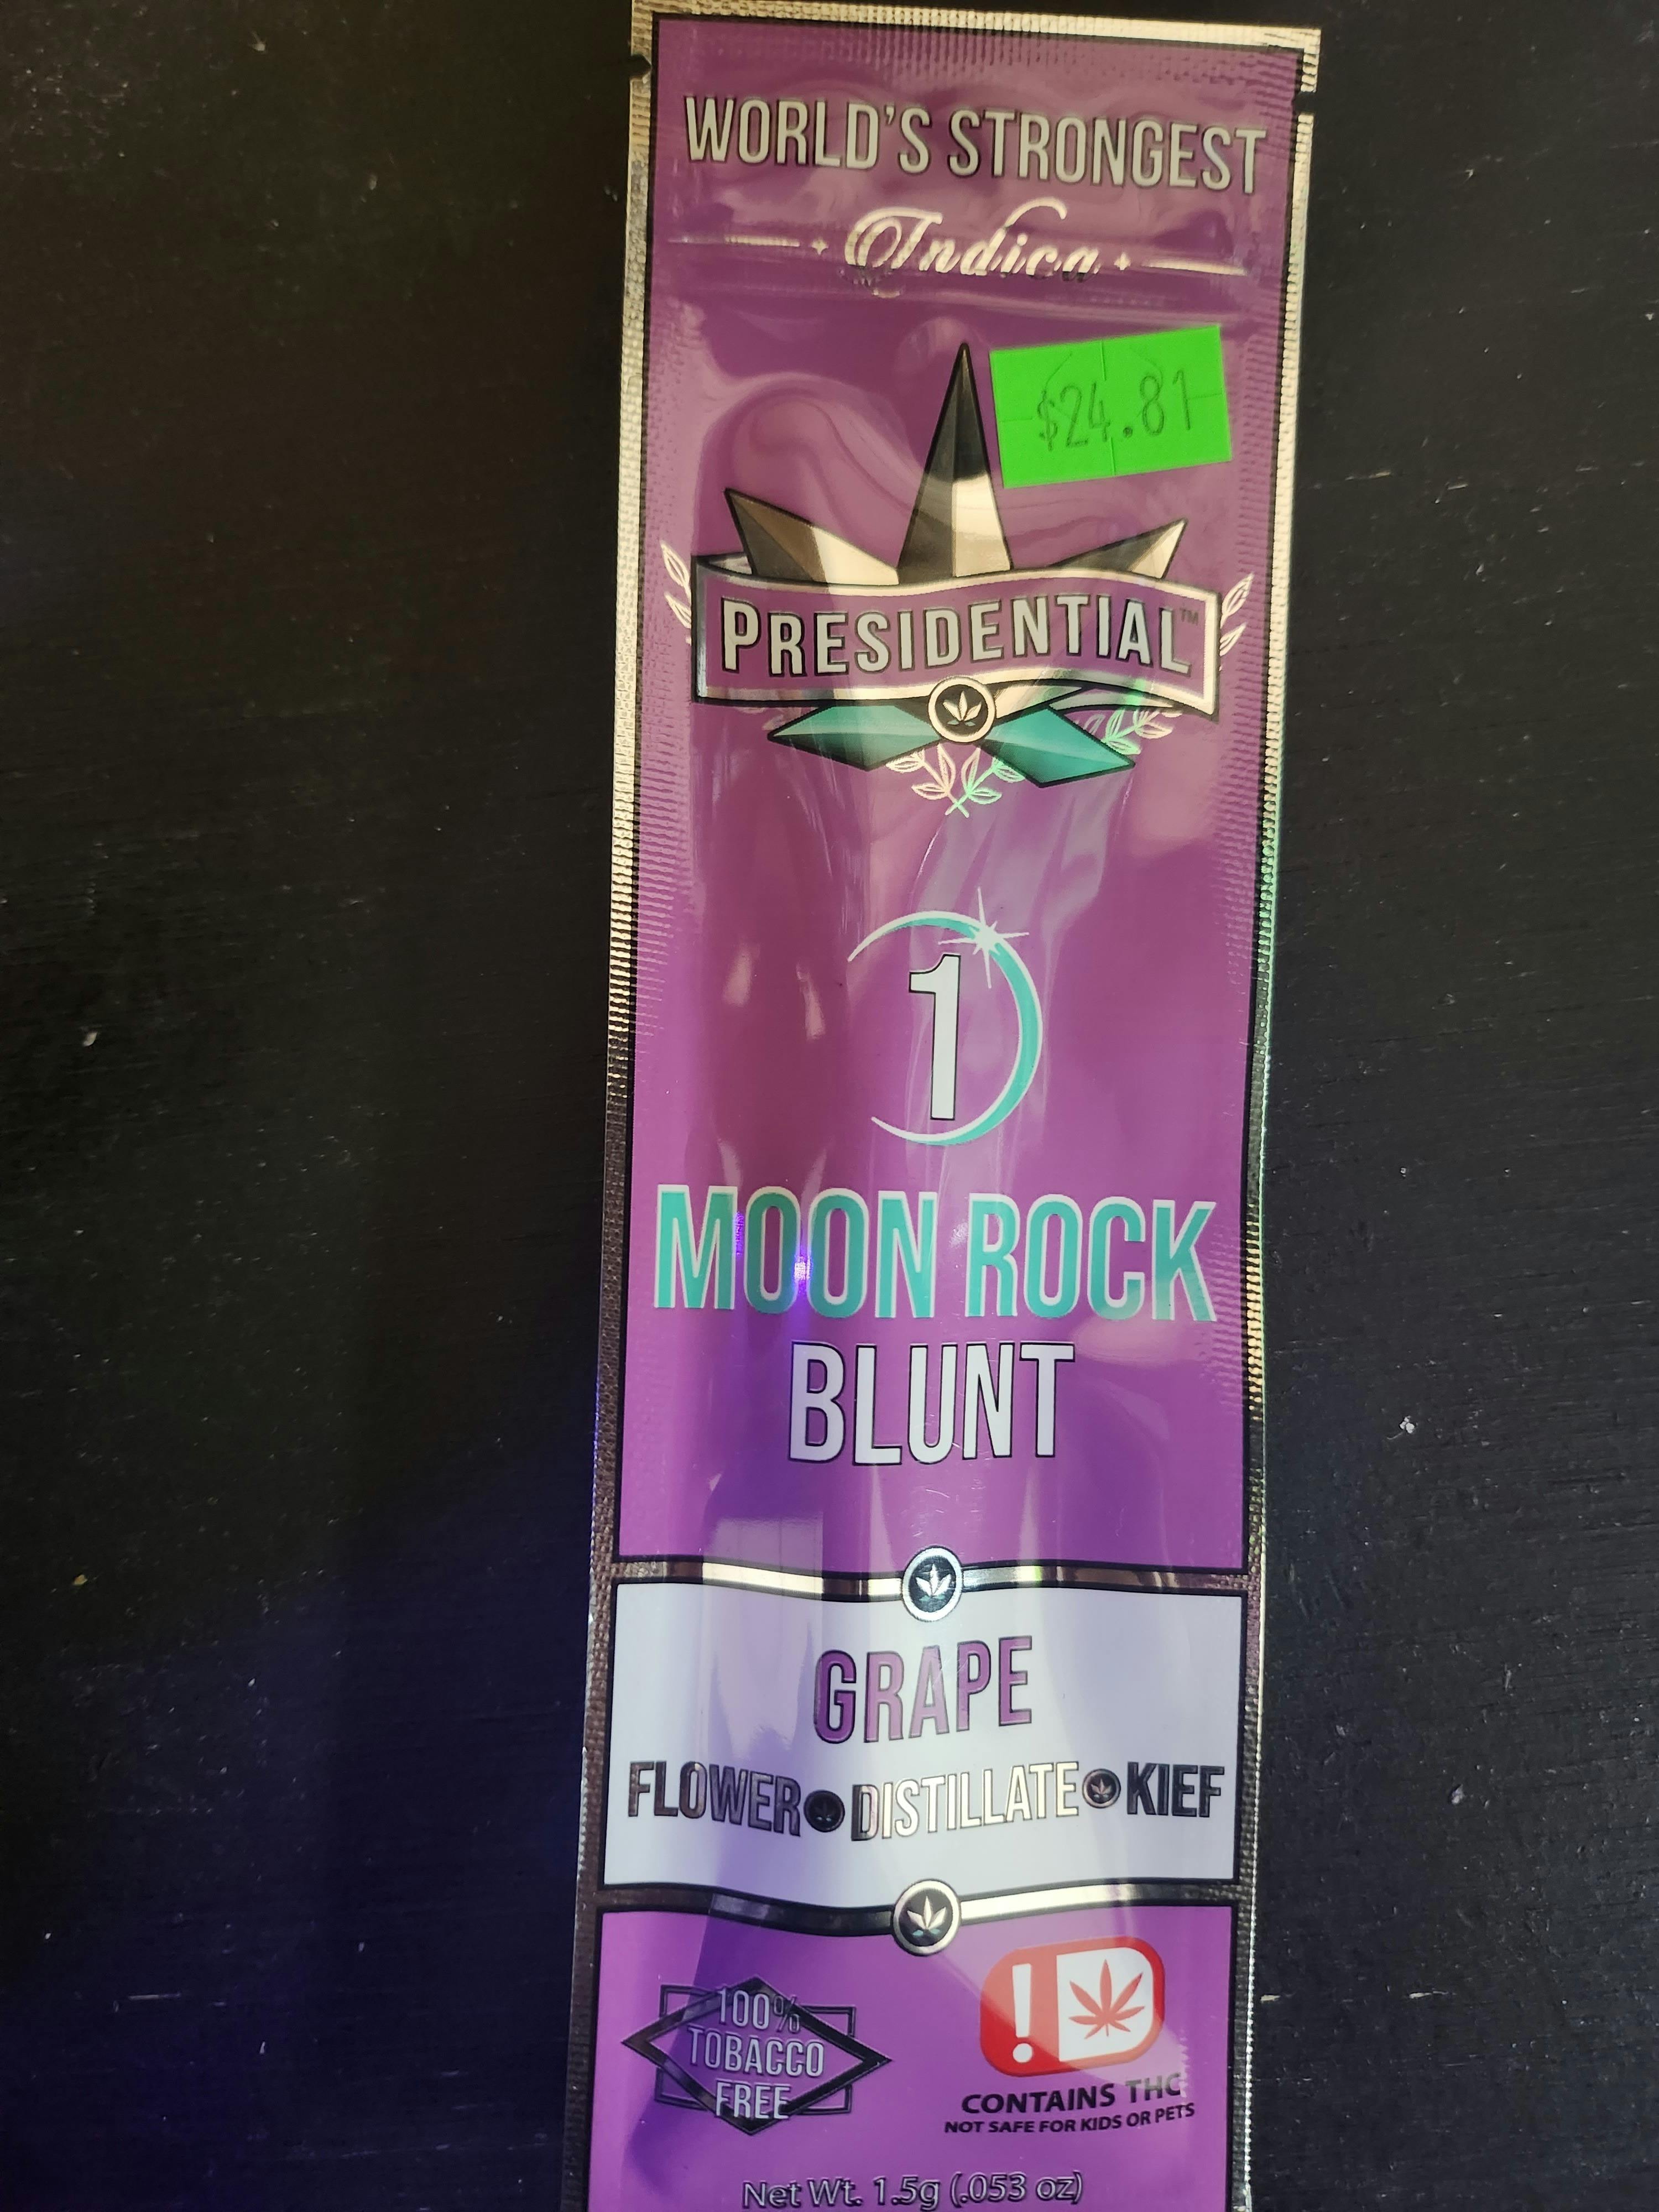 WORLD'S STRONGEST
Indica
$24.81
PRESIDENTIAL™
1
MOON ROCK
BLUNT
GRAPE
FLOWER DISTILLATE KIEF
100%
TOBACCO
FREE
!
CONTAINS THC
NOT SAFE FOR KIDS OR PETS
Net Wt. 1.5g (.053 oz)